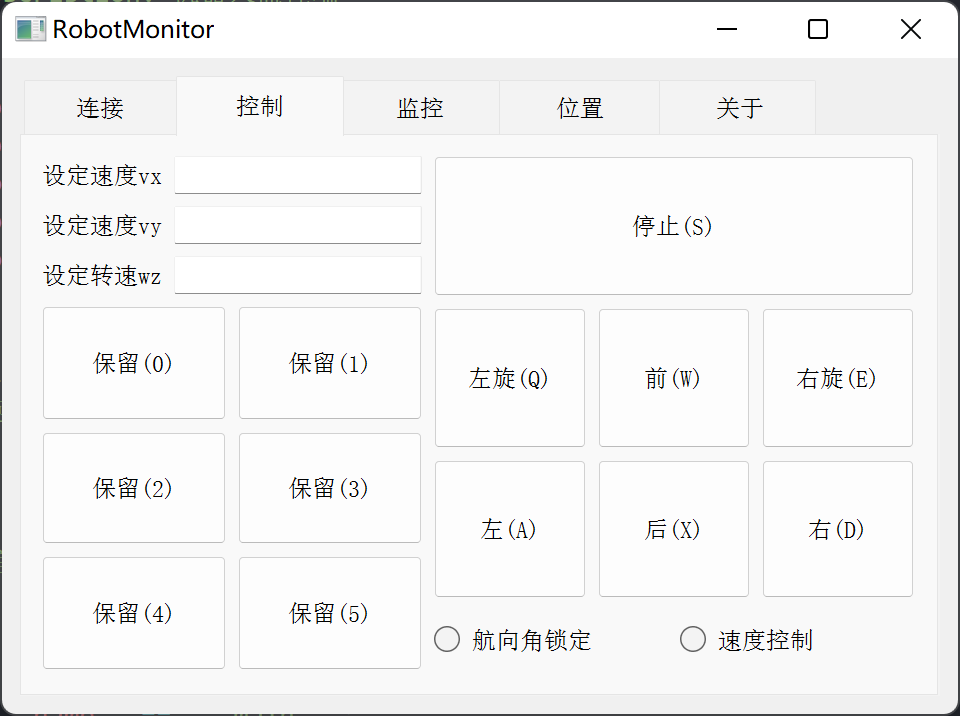 RobotMonitor
连接 控制 监控 位置 关于
设定速度vx
设定速度vy
设定转速wz
停止(S)
保留(0) 保留(1)
保留(2) 保留(3)
保留(4) 保留(5)
左旋(Q) 前(W) 右旋(E)
左(A) 后(X) 右(D)
航向角锁定 速度控制